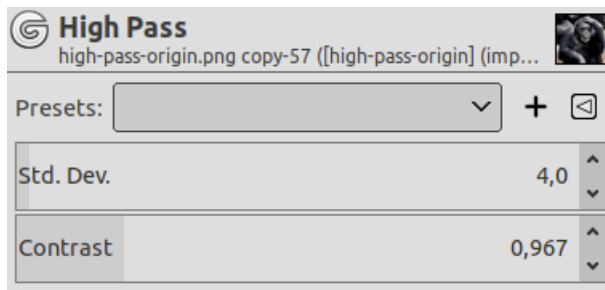 High Pass
high-pass-origin.png copy-57 ([high-pass-origin] (imp...
Presets:
Std. Dev. 4,0
Contrast 0,967